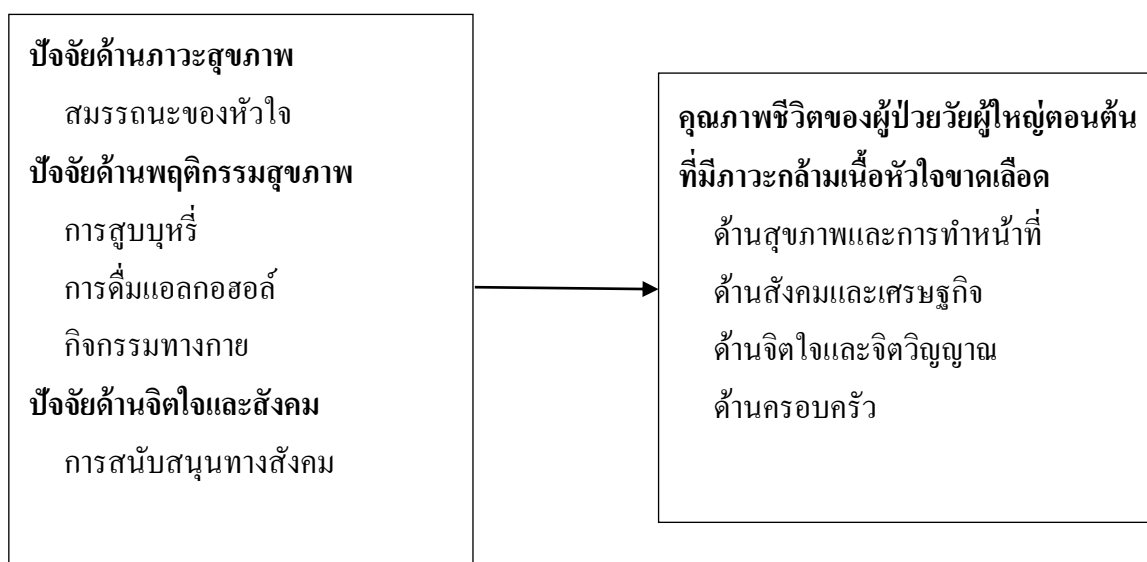 ปัจจัยด้านภาวะสุขภาพ
สมรรถนะของหัวใจ
ปัจจัยด้านพฤติกรรมสุขภาพ
การสูบบุหรี่
การดื่มแอลกอฮอล์
กิจกรรมทางกาย
ปัจจัยด้านจิตใจและสังคม
การสนับสนุนทางสังคม
คุณภาพชีวิตของผู้ป่วยวัยผู้ใหญ่ตอนต้น
ที่มีภาวะกล้ามเนื้อหัวใจขาดเลือด
ด้านสุขภาพและการทำหน้าที่
ด้านสังคมและเศรษฐกิจ
ด้านจิตใจและจิตวิญญาณ
ด้านครอบครัว